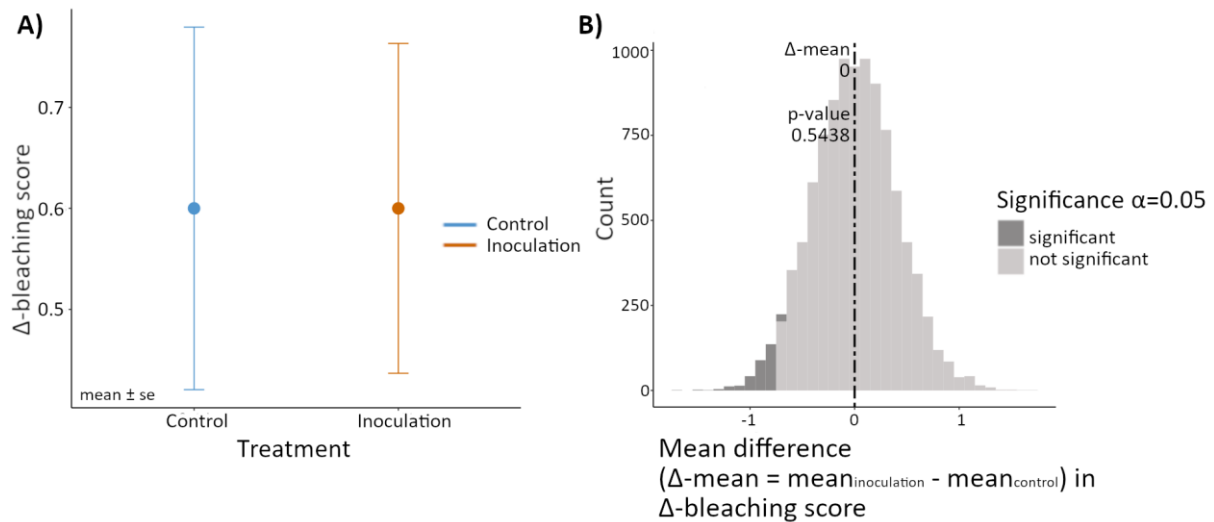 A)
Δ-bleaching score
0.7
0.6
0.5
mean ± se
Control
Inoculation
Treatment
Control
Inoculation
B)
Count
1000
750
500
250
0
Δ-mean
0
p-value
0.5438
-1
0
1
Mean difference
(Δ-mean = meaninoculation - meancontrol) in
Δ-bleaching score
Significance α=0.05
significant
not significant